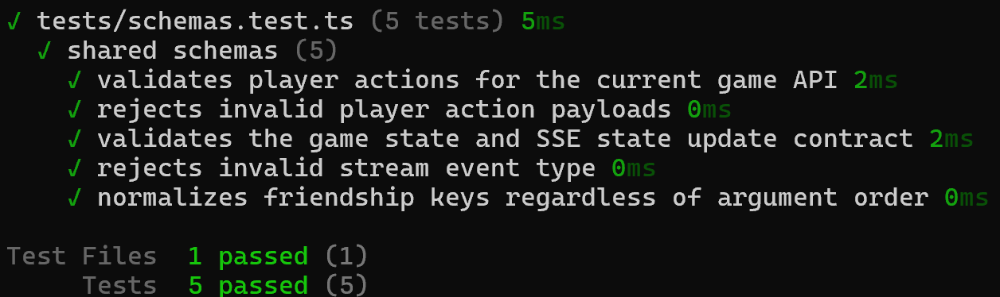 ✓ tests/schemas.test.ts (5 tests) 5ms
✓ shared schemas (5)
✓ validates player actions for the current game API 2ms
✓ rejects invalid player action payloads 0ms
✓ validates the game state and SSE state update contract 2ms
✓ rejects invalid stream event type 0ms
✓ normalizes friendship keys regardless of argument order 0ms
Test Files 1 passed (1)
Tests 5 passed (5)